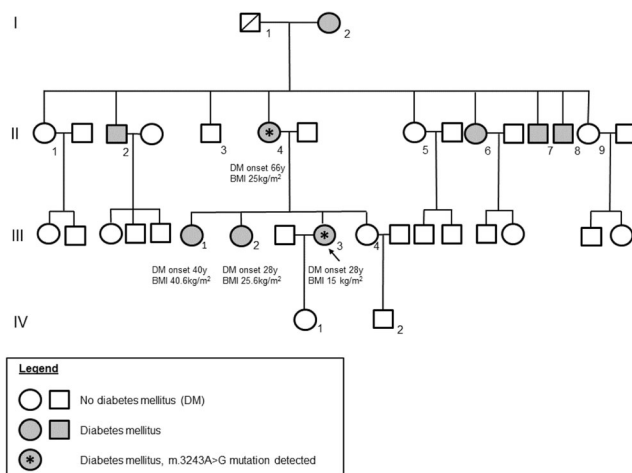 I
1
2
II
1
2
3
*
4
5
6
7
8
9
DM onset 66y
BMI 25kg/m²
III
1
2
*
3
4
DM onset 40y
BMI 40.6kg/m²
DM onset 28y
BMI 25.6kg/m²
DM onset 28y
BMI 15 kg/m²
IV
1
2
Legend
No diabetes mellitus (DM)
Diabetes mellitus
* Diabetes mellitus, m.3243A>G mutation detected